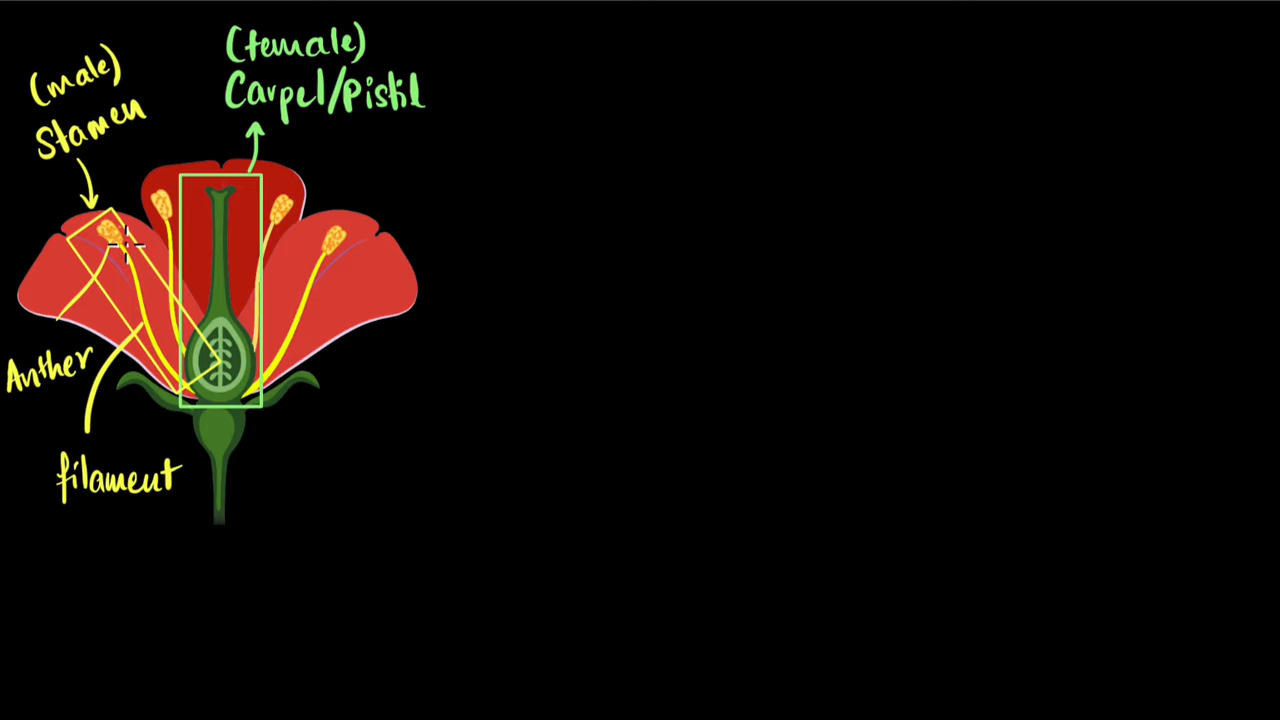 (male)
Stamen
(female)
Carpel/Pistil
Anther
filament